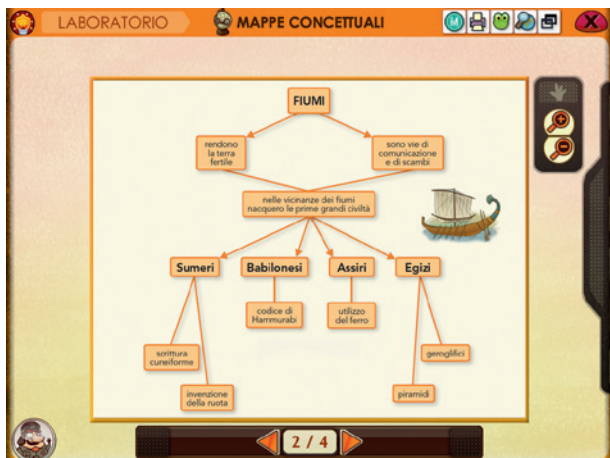 LABORATORIO
MAPPE CONCETTUALI
M
FIUMI
rendono
la terra
fertile
sono vie di
comunicazione
e di scambi
nelle vicinanze dei fiumi
nacquero le prime grandi civiltà
Sumeri
Babilonesi
Assiri
Egizi
codice di
Hammurabi
utilizzo
del ferro
scrittura
cuneiforme
geroglifici
invenzione
della ruota
piramidi
2 / 4